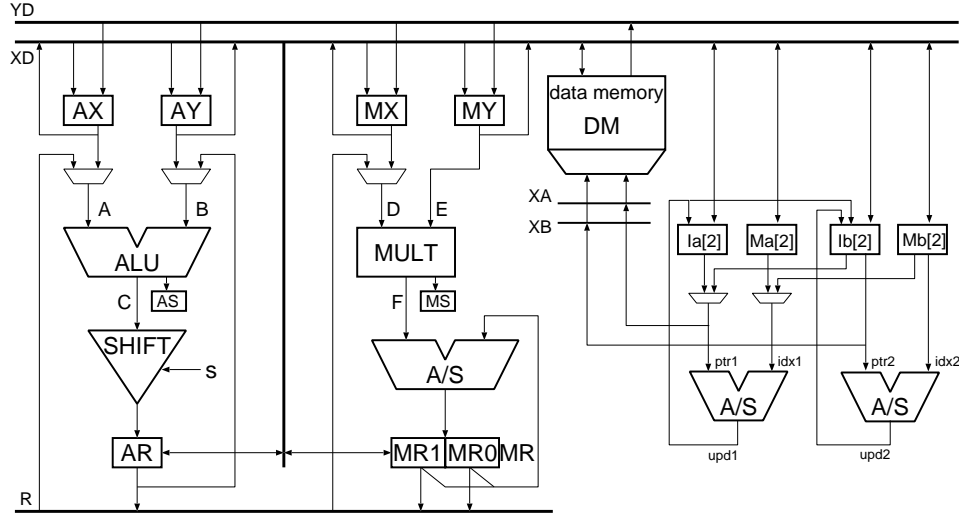 YD
XD
AX
AY
MX
MY
data memory
DM
XA
XB
A
B
D
E
Ia[2]
Ma[2]
Ib[2]
Mb[2]
ALU
MULT
C
AS
F
MS
SHIFT
s
A/S
ptr1
idx1
ptr2
idx2
A/S
A/S
AR
MR1
MR0
MR
upd1
upd2
R